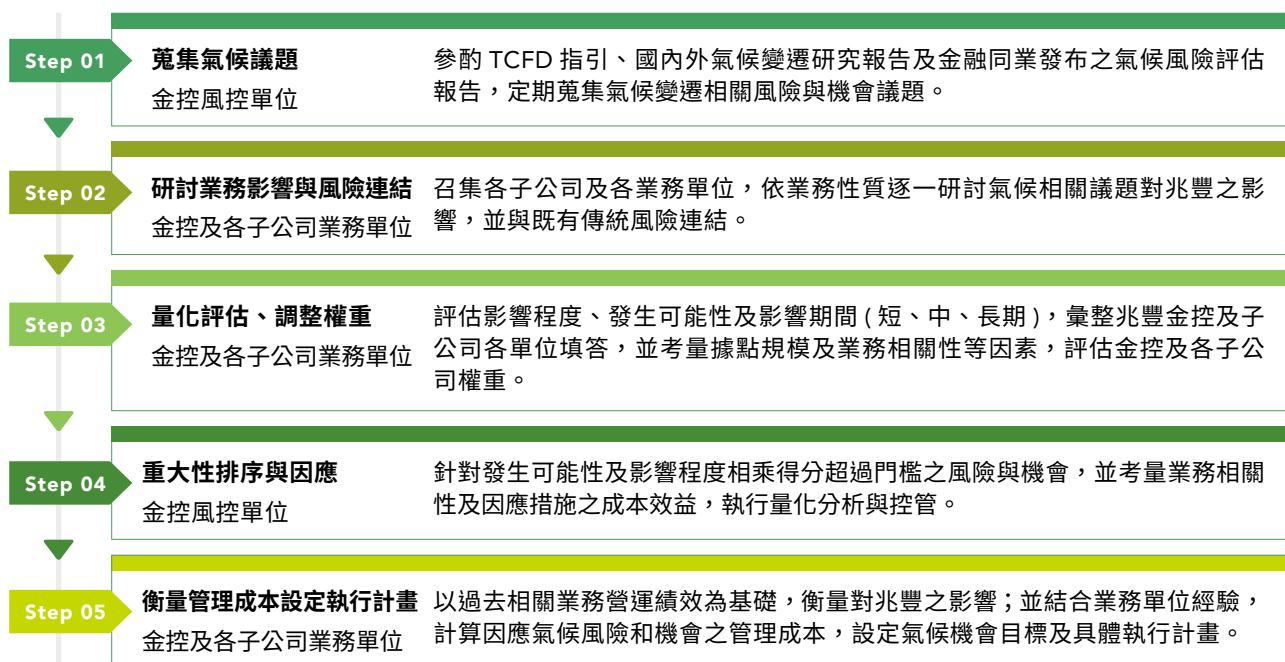 Step 01
蒐集氣候議題
金控風控單位
參酌 TCFD 指引、國內外氣候變遷研究報告及金融同業發布之氣候風險評估
報告，定期蒐集氣候變遷相關風險與機會議題。
Step 02
研討業務影響與風險連結
金控及各子公司業務單位
召集各子公司及各業務單位，依業務性質逐一研討氣候相關議題對兆豐之影
響，並與既有傳統風險連結。
Step 03
量化評估、調整權重
金控及各子公司業務單位
評估影響程度、發生可能性及影響期間 ( 短、中、長期 )，彙整兆豐金控及子
公司各單位填答，並考量據點規模及業務相關性等因素，評估金控及各子公
司權重。
Step 04
重大性排序與因應
金控風控單位
針對發生可能性及影響程度相乘得分超過門檻之風險與機會，並考量業務相關
性及因應措施之成本效益，執行量化分析與控管。
Step 05
衡量管理成本設定執行計畫
金控及各子公司業務單位
以過去相關業務營運績效為基礎，衡量對兆豐之影響；並結合業務單位經驗，
計算因應氣候風險和機會之管理成本，設定氣候機會目標及具體執行計畫。